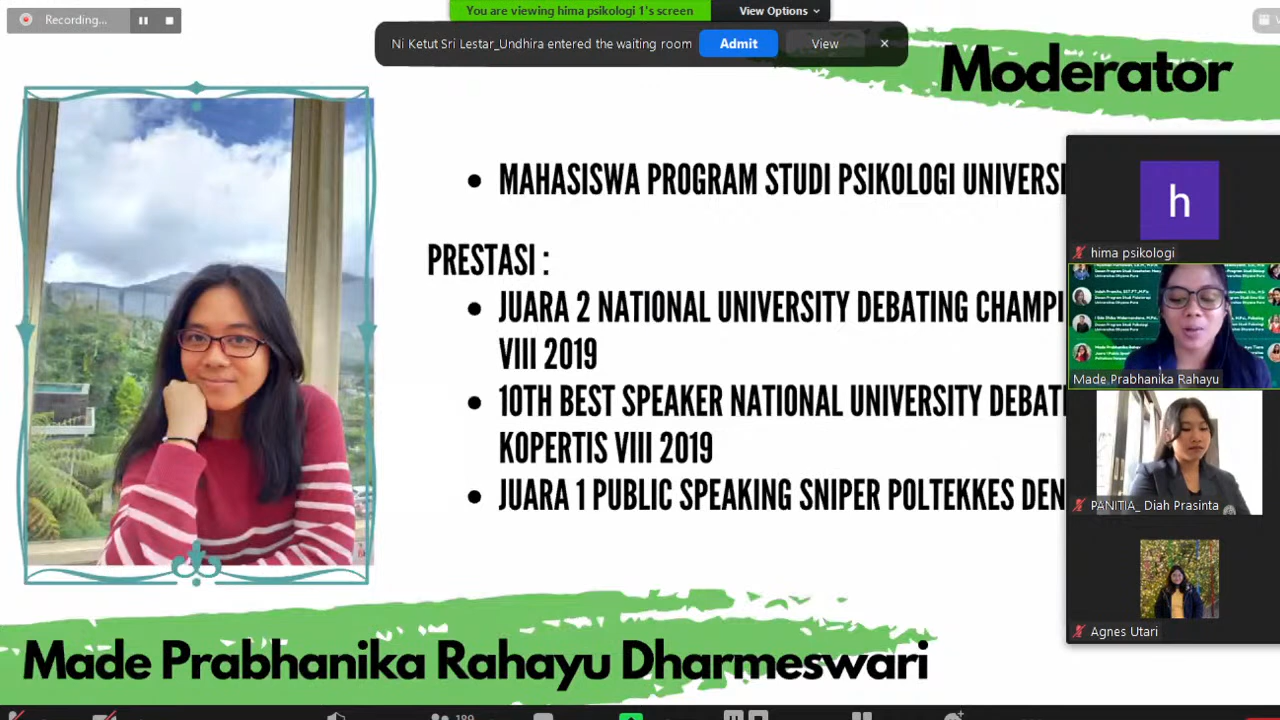 Recording...
You are viewing hima psikologi 1's screen
View Options
Ni Ketut Sri Lestar_Undhira entered the waiting room
Admit
View
Moderator
MAHASISWA PROGRAM STUDI PSIKOLOGI UNIVERSI
PRESTASI :
JUARA 2 NATIONAL UNIVERSITY DEBATING CHAMPI
VIII 2019
10TH BEST SPEAKER NATIONAL UNIVERSITY DEBATI
KOPERTIS VIII 2019
JUARA 1 PUBLIC SPEAKING SNIPER POLTEKKES DEN
Made Prabhanika Rahayu Dharmeswari
h
hima psikologi
Made Prabhanika Rahayu
PANITIA_ Diah Prasinta
Agnes Utari
189